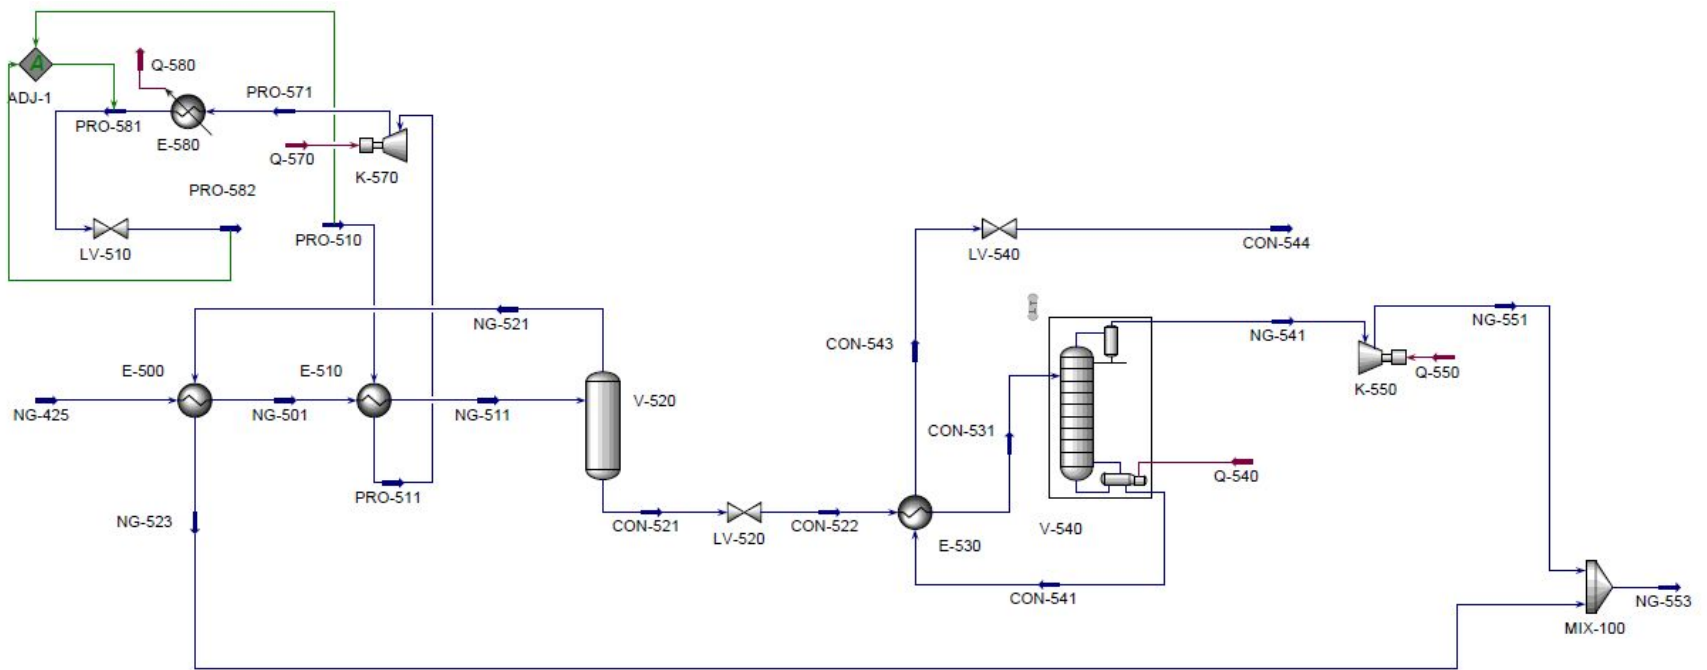 Q-580
A
ADJ-1
PRO-571
PRO-581
E-580
Q-570
K-570
PRO-582
PRO-510
LV-510
CON-544
LV-540
NG-521
NG-551
NG-541
CON-543
E-500
E-510
Q-550
K-550
V-520
NG-425
NG-501
NG-511
CON-531
Q-540
PRO-511
NG-523
CON-521
CON-522
LV-520
V-540
E-530
CON-541
NG-553
MIX-100